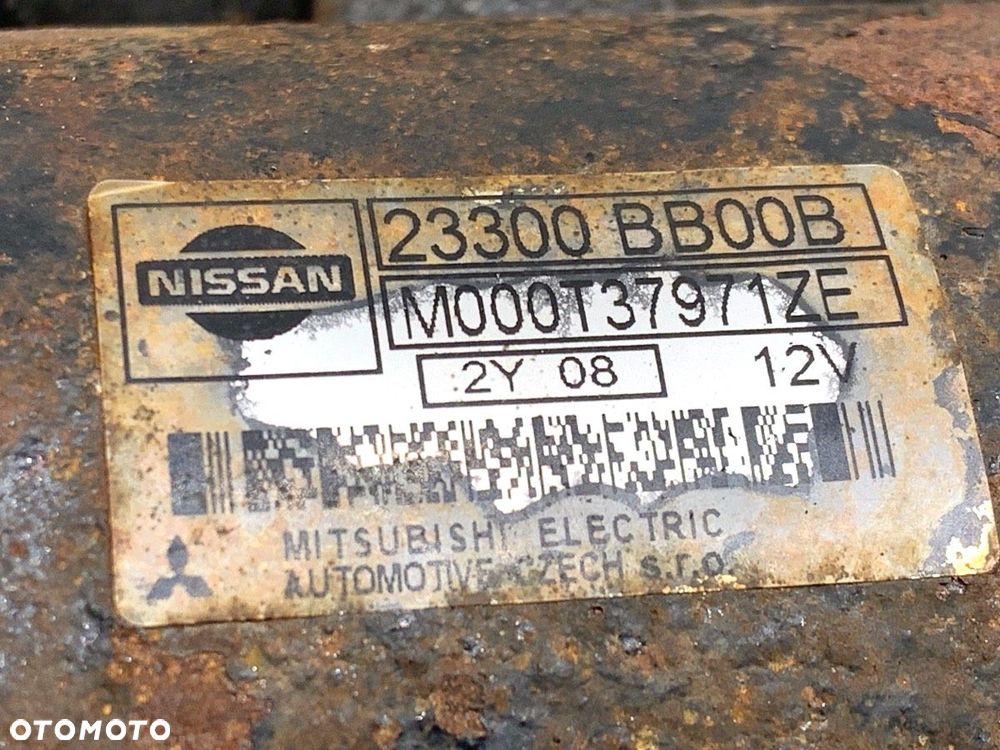 NISSAN
23300 BB00B
M000T37971ZE
2Y 08
12V
MITSUBISHI ELECTRIC
AUTOMOTIVE CZECH s.r.o.
OTOMOTO